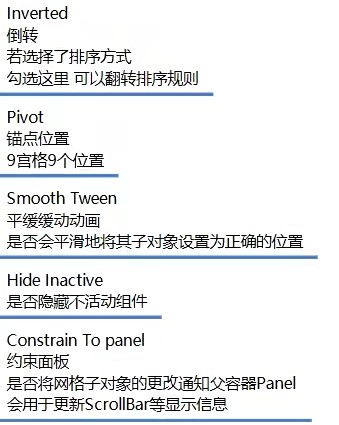 Inverted
倒转
若选择了排序方式
勾选这里 可以翻转排序规则
Pivot
锚点位置
9宫格9个位置
Smooth Tween
平缓缓动动画
是否会平滑地将其子对象设置为正确的位置
Hide Inactive
是否隐藏不活动组件
Constrain To panel
约束面板
是否将网格子对象的更改通知父容器Panel
会用于更新ScrollBar等显示信息